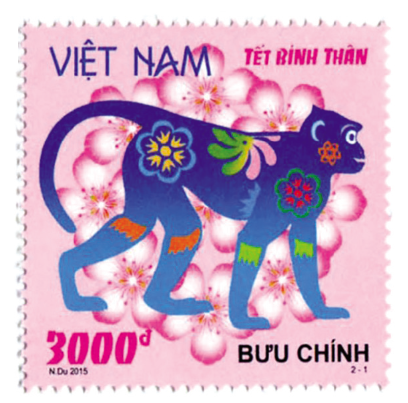 VIỆT NAM
TẾT BÍNH THÂN
3000đ
BƯU CHÍNH
N.Du 2015
2 - 1